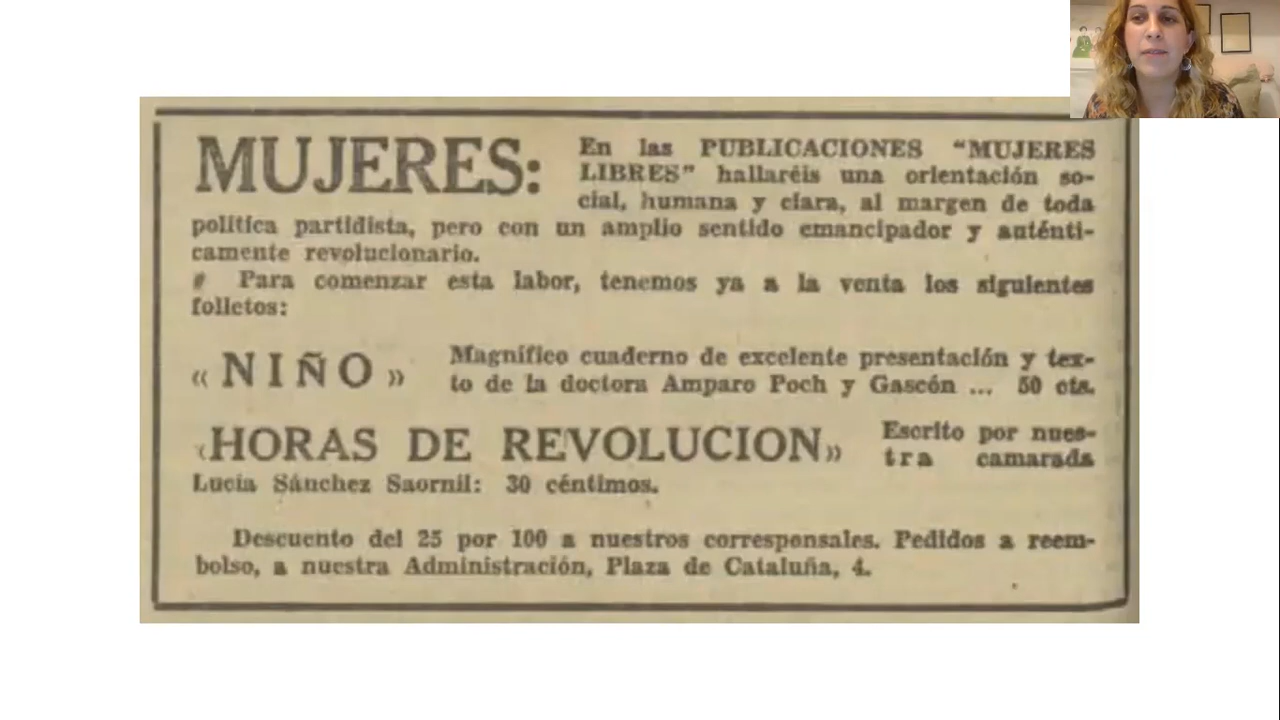 MUJERES:
En las PUBLICACIONES "MUJERES
LIBRES" hallaréis una orientación so-
cial, humana y clara, al margen de toda
política partidista, pero con un amplio sentido emancipador y auténti-
camente revolucionario.
Para comenzar esta labor, tenemos ya a la venta los siguientes
folletos:
«NIÑO»
Magnífico cuaderno de excelente presentación y tex-
to de la doctora Amparo Poch y Gascón ... 50 cts.
«HORAS DE REVOLUCION»
Escrito por nues-
tra camarada
Lucía Sánchez Saornil: 30 céntimos.
Descuento del 25 por 100 a nuestros corresponsales. Pedidos a reem-
bolso, a nuestra Administración, Plaza de Cataluña, 4.